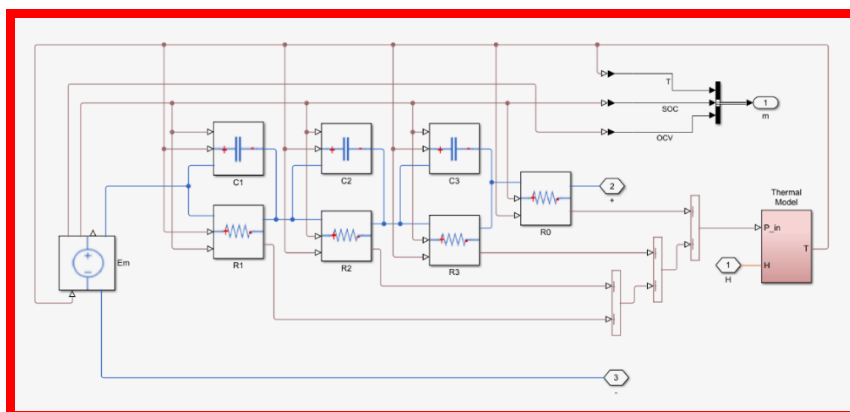 T
1
SOC
m
OCV
C1
C2
C3
2
+
R0
Thermal
Model
P_in
T
1
H
H
Em
R1
R2
R3
3
-